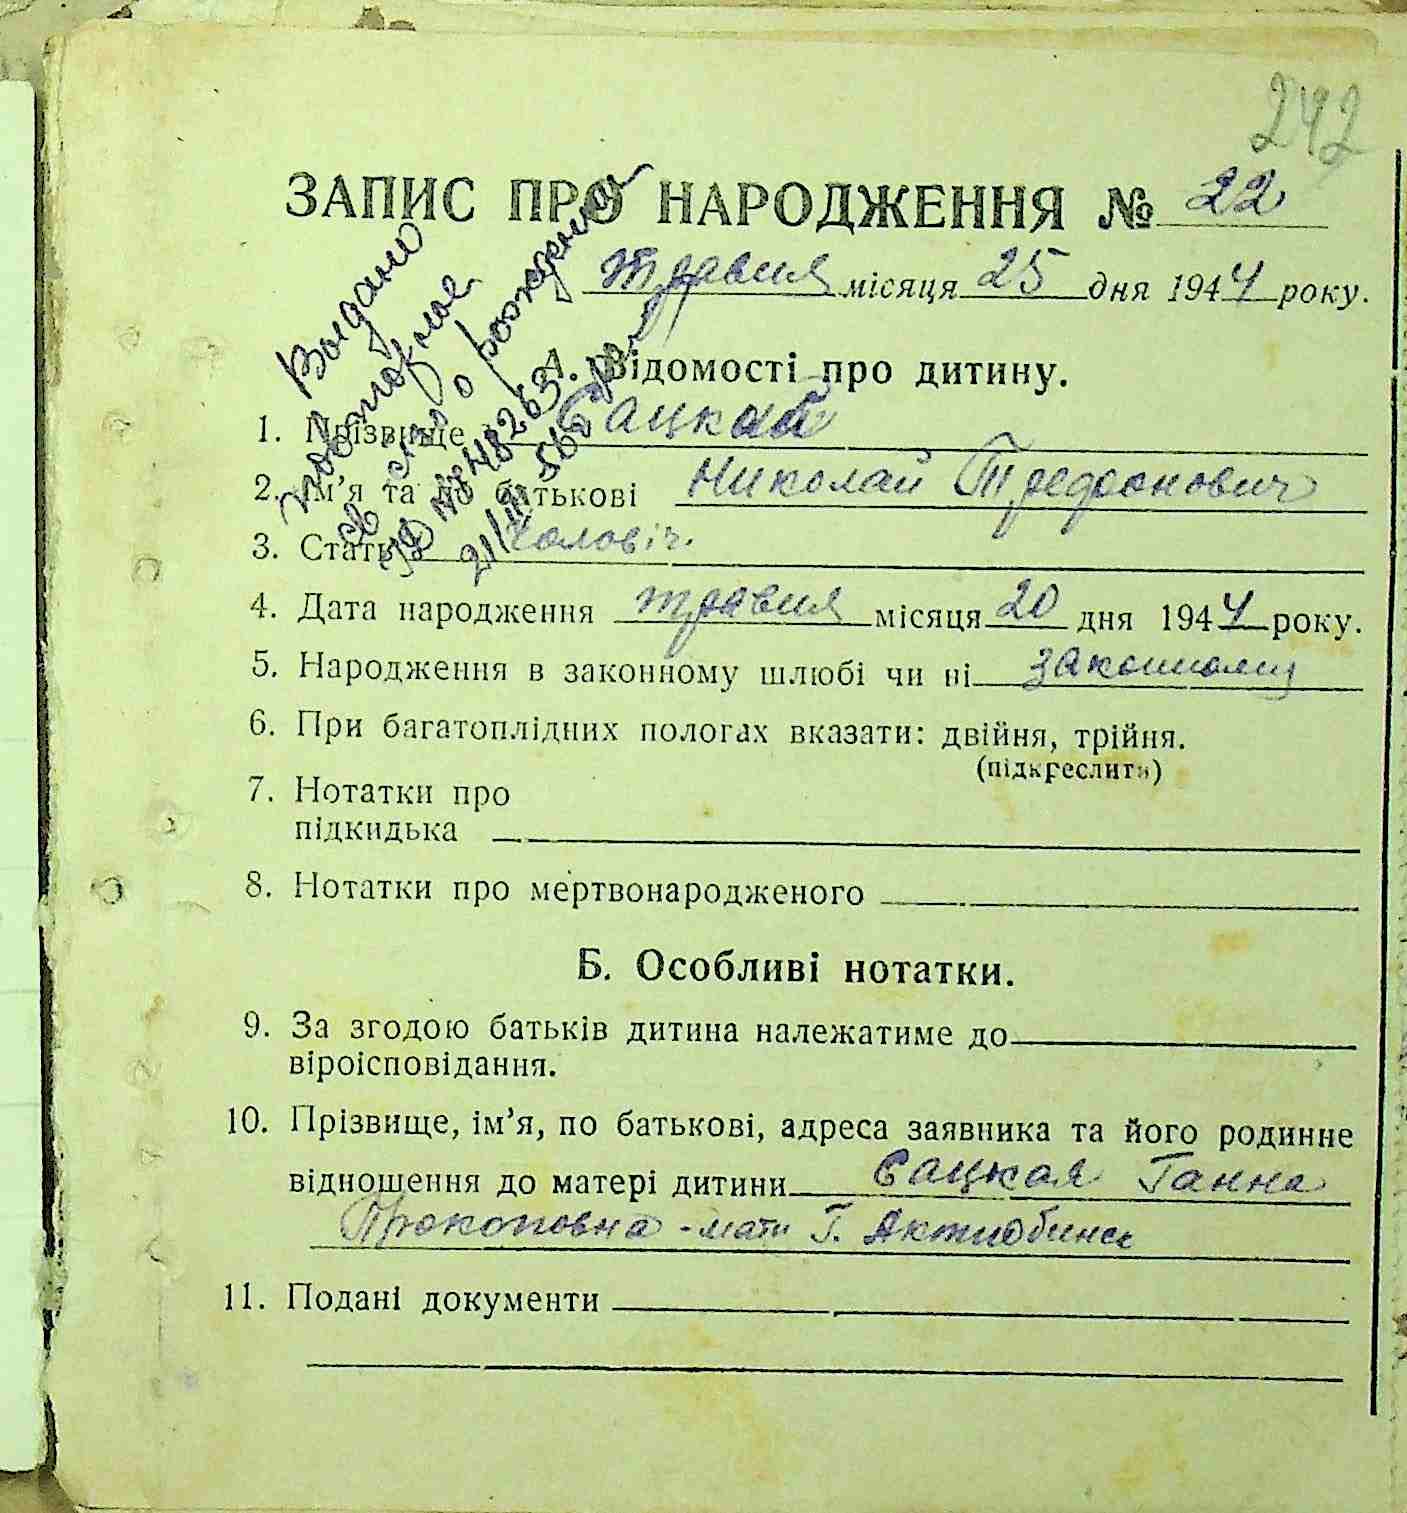 242
ЗАПИС ПРО НАРОДЖЕННЯ № 22
травня місяця 25 дня 1944 року.
Выдано
повторное
св-во о рождении
А. Відомості про дитину.
1. Прізвище Сацкий
2. Ім’я та по батькові Николай
3. Стать чоловіч.
4. Дата народження травня місяця 20 дня 1944 року.
5. Народження в законному шлюбі чи ні законному
6. При багатоплідних пологах вказати: двійня, трійня.
(підкреслити)
7. Нотатки про
підкидька
8. Нотатки про мертвонародженого
Б. Особливі нотатки.
9. За згодою батьків дитина належатиме до
віроісповідання.
10. Прізвище, ім’я, по батькові, адреса заявника та його родинне
відношення до матері дитини Сацкая Ганна
Прокоповна - мати Г. Актюбинск
11. Подані документи